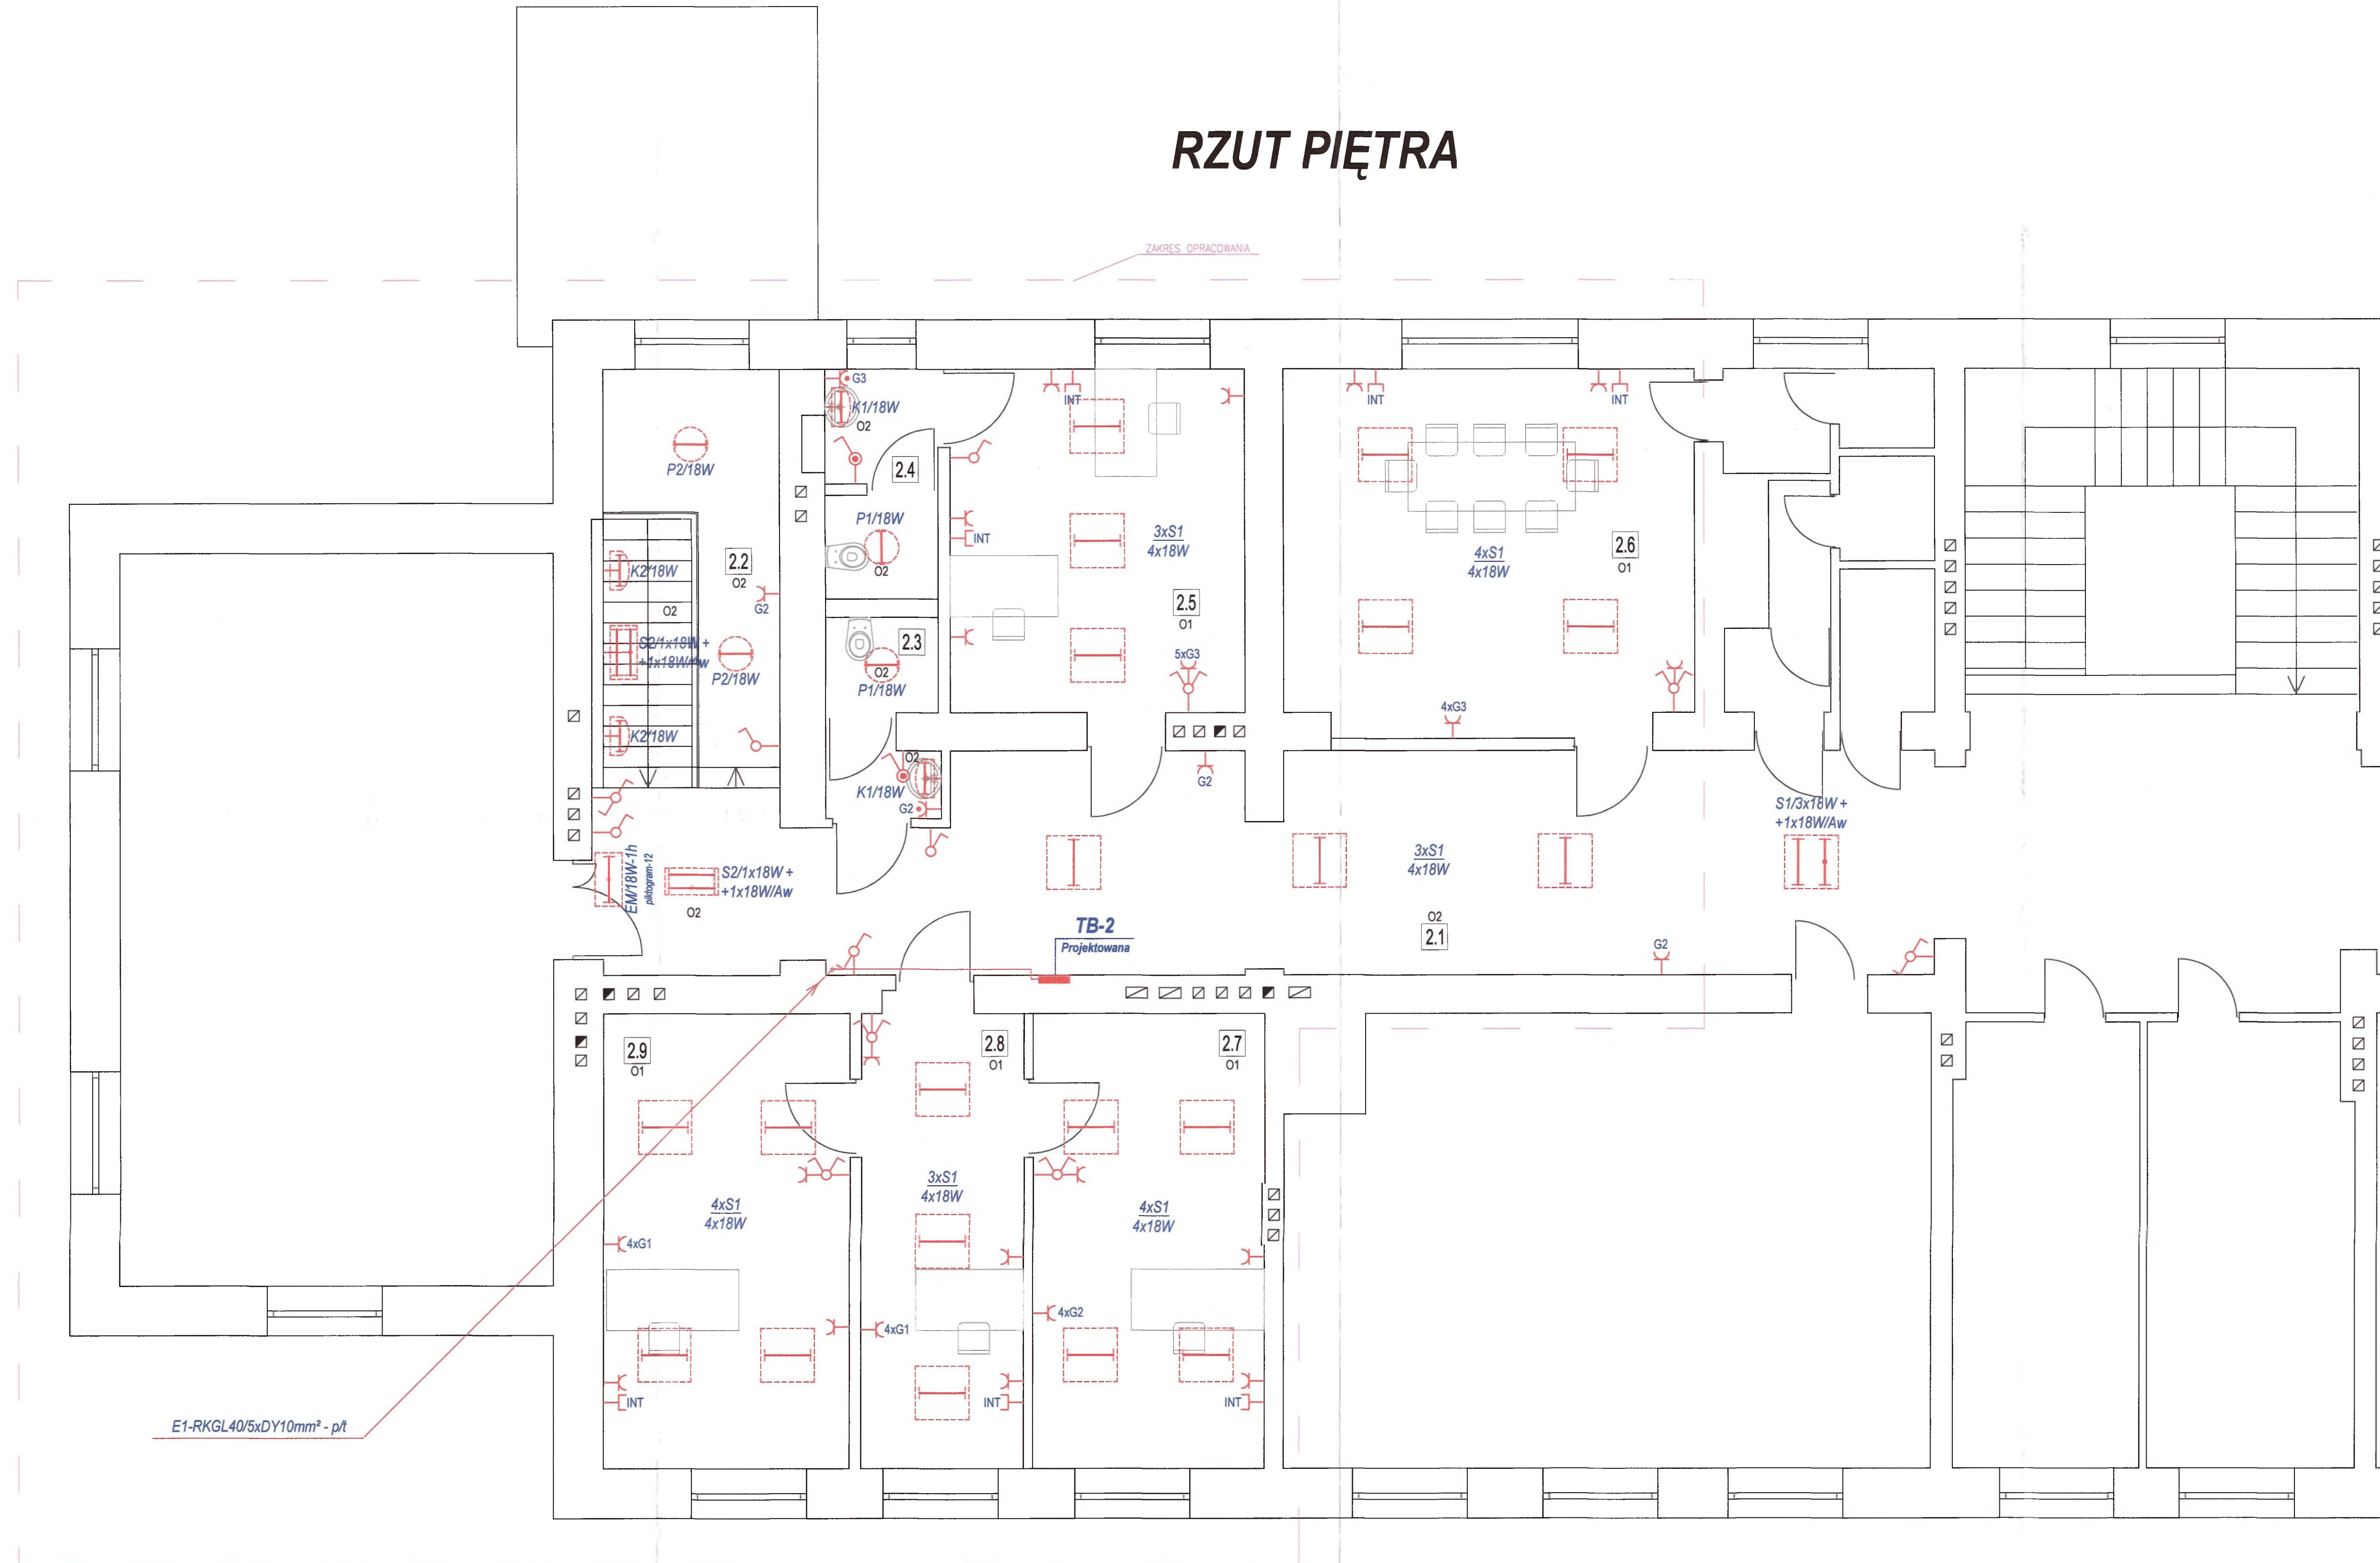 RZUT PIĘTRA
ZAKRES OPRACOWANIA
G3
K1/18W
O2
INT
INT
INT
P2/18W
2.4
P1/18W
INT
O2
3xS1
4x18W
4xS1
4x18W
2.6
O1
2.2
O2
K2/18W
O2
G2
2.5
O1
S2/1x18W +
+1x18W/Aw
P2/18W
2.3
O2
P1/18W
5xG3
4xG3
K2/18W
O2
K1/18W
G2
G2
EM/18W-1h
piktogram-12
S2/1x18W +
+1x18W/Aw
O2
3xS1
4x18W
S1/3x18W +
+1x18W/Aw
TB-2
Projektowana
O2
2.1
G2
2.9
O1
2.8
O1
2.7
O1
4xS1
4x18W
3xS1
4x18W
4xS1
4x18W
4xG1
4xG1
4xG2
INT
INT
INT
E1-RKGL40/5xDY10mm² - p/t